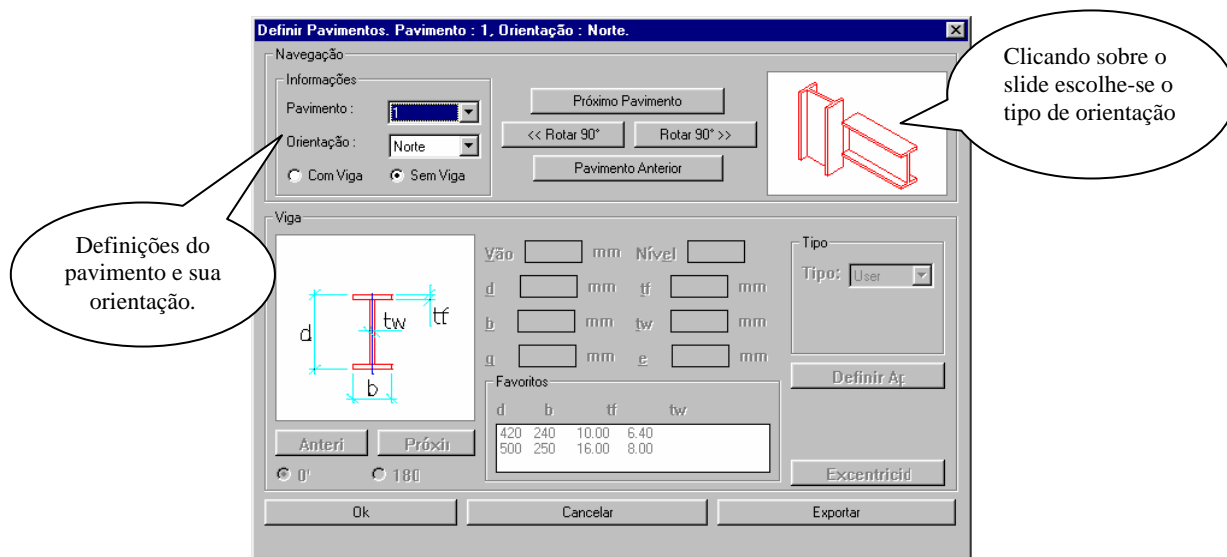 Definir Pavimentos. Pavimento : 1, Orientação : Norte.
Navegação
Informações
Pavimento :
1
Orientação :
Norte
Com Viga
Sem Viga
Próximo Pavimento
<< Rotar 90°
Rotar 90° >>
Pavimento Anterior
Clicando sobre o
slide escolhe-se o
tipo de orientação
Definições do
pavimento e sua
orientação.
Viga
d
tw
tf
b
Vão mm Nível
d mm tf mm
b mm tw mm
g mm e mm
Tipo
Tipo: User
Definir Ap
Favoritos
d b tf tw
420 240 10.00 6.40
500 250 16.00 8.00
Anteri
Próxir
0°
180
Excentricid
Ok
Cancelar
Exportar